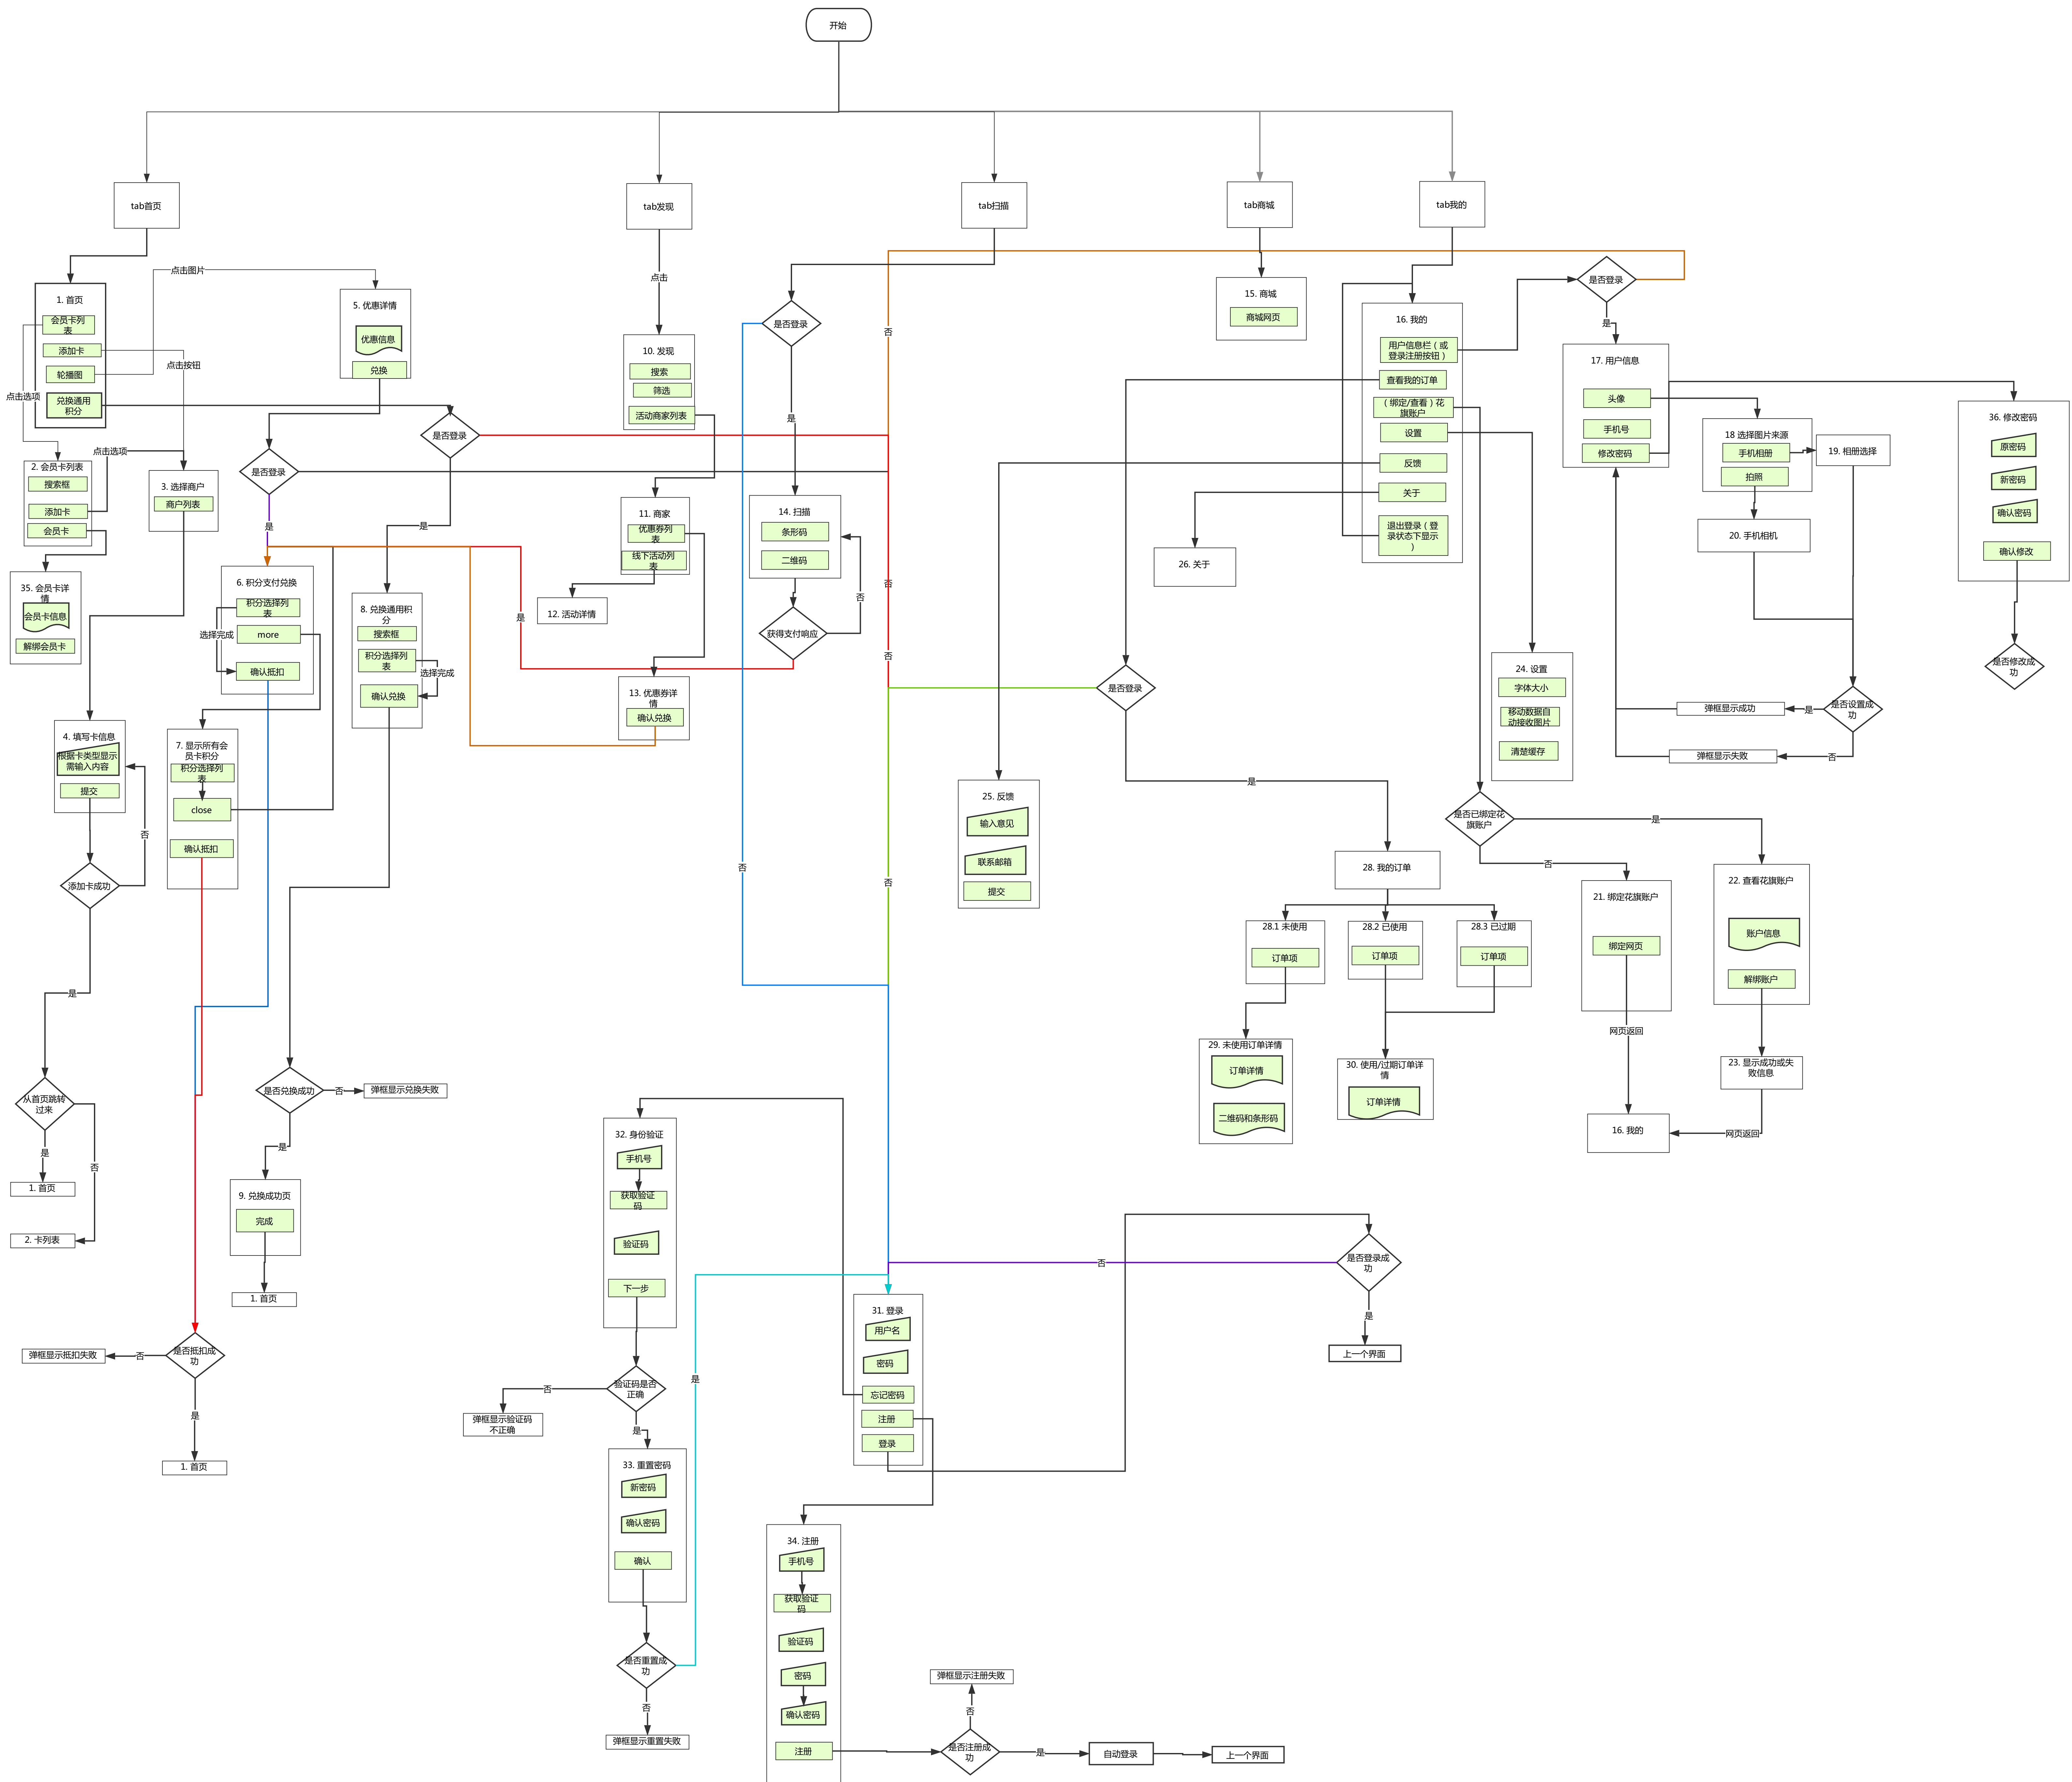 开始
tab首页
tab发现
tab扫描
tab商城
tab我的
点击图片
1. 首页
会员卡列
表
添加卡
轮播图
兑换通用
积分
点击按钮
点击选项
5. 优惠详情
优惠信息
兑换
点击
10. 发现
搜索
筛选
活动商家列表
是否登录
否
是
15. 商城
商城网页
16. 我的
用户信息栏（或
登录注册按钮）
查看我的订单
（绑定/查看）花
旗账户
设置
反馈
关于
退出登录（登
录状态下显示
）
是否登录
是
17. 用户信息
头像
手机号
修改密码
18 选择图片来源
手机相册
拍照
19. 相册选择
20. 手机相机
36. 修改密码
原密码
新密码
确认密码
确认修改
是否修改成
功
是否登录
是否登录
是
是
点击选项
2. 会员卡列表
搜索框
添加卡
会员卡
3. 选择商户
商户列表
35. 会员卡详
情
会员卡信息
解绑会员卡
6. 积分支付兑换
积分选择列
表
more
确认抵扣
选择完成
8. 兑换通用积
分
搜索框
积分选择列
表
确认兑换
选择完成
是
11. 商家
优惠券列
表
线下活动列
表
12. 活动详情
13. 优惠券详
情
确认兑换
14. 扫描
条形码
二维码
否
获得支付响应
否
否
26. 关于
是否登录
是
24. 设置
字体大小
移动数据自
动接收图片
清楚缓存
是否设置成
功
是
弹框显示成功
否
弹框显示失败
4. 填写卡信息
根据卡类型显示
需输入内容
提交
否
添加卡成功
是
7. 显示所有会
员卡积分
积分选择列
表
close
确认抵扣
25. 反馈
输入意见
联系邮箱
提交
否
否
是否已绑定花
旗账户
是
否
28. 我的订单
28.1 未使用
订单项
28.2 已使用
订单项
28.3 已过期
订单项
21. 绑定花旗账户
绑定网页
网页返回
22. 查看花旗账户
账户信息
解绑账户
23. 显示成功或失
败信息
网页返回
16. 我的
29. 未使用订单详情
订单详情
二维码和条形码
30. 使用/过期订单详
情
订单详情
从首页跳转
过来
是
否
1. 首页
2. 卡列表
是否兑换成功
否
弹框显示兑换失败
是
9. 兑换成功页
完成
1. 首页
是否抵扣成
功
否
弹框显示抵扣失败
是
1. 首页
32. 身份验证
手机号
获取验证
码
验证码
下一步
验证码是否
正确
否
弹框显示验证码
不正确
是
33. 重置密码
新密码
确认密码
确认
是否重置成
功
是
否
弹框显示重置失败
31. 登录
用户名
密码
忘记密码
注册
登录
否
是否登录成
功
是
上一个界面
34. 注册
手机号
获取验证
码
验证码
密码
确认密码
注册
是否注册成
功
否
弹框显示注册失败
是
自动登录
上一个界面